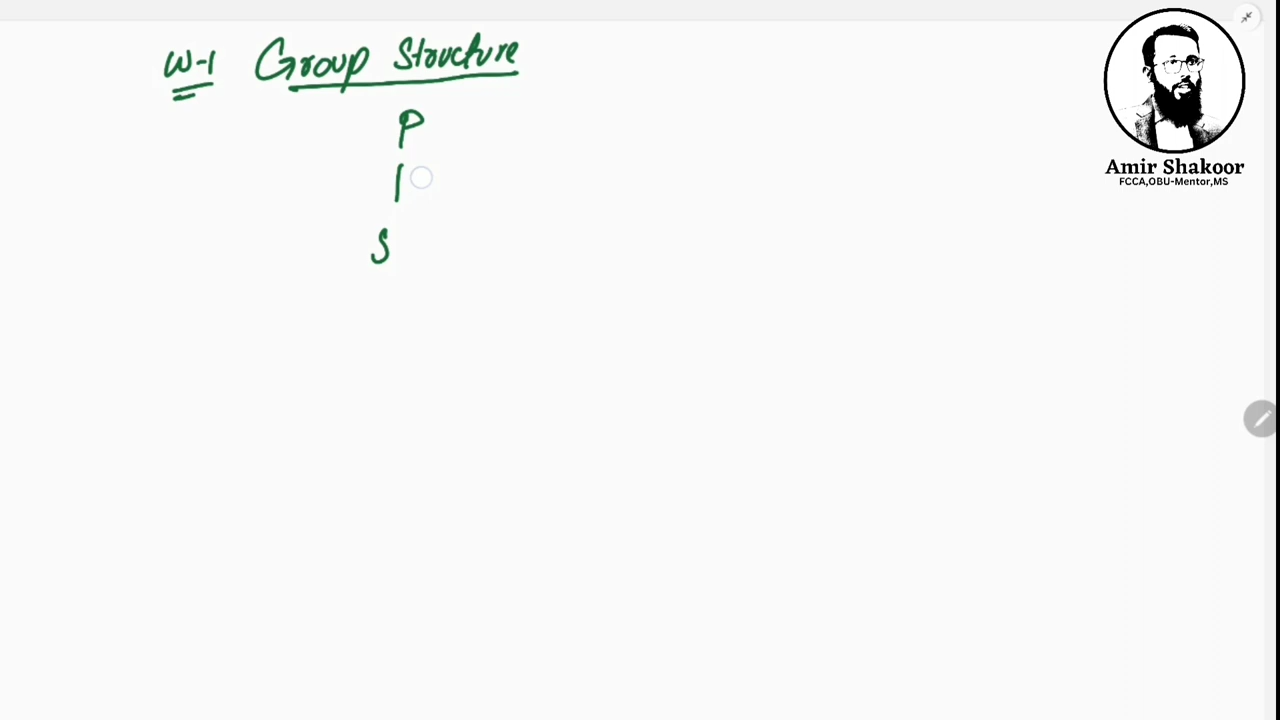 W-1 Group Structure
P
S
Amir Shakoor
FCCA,OBU-Mentor,MS